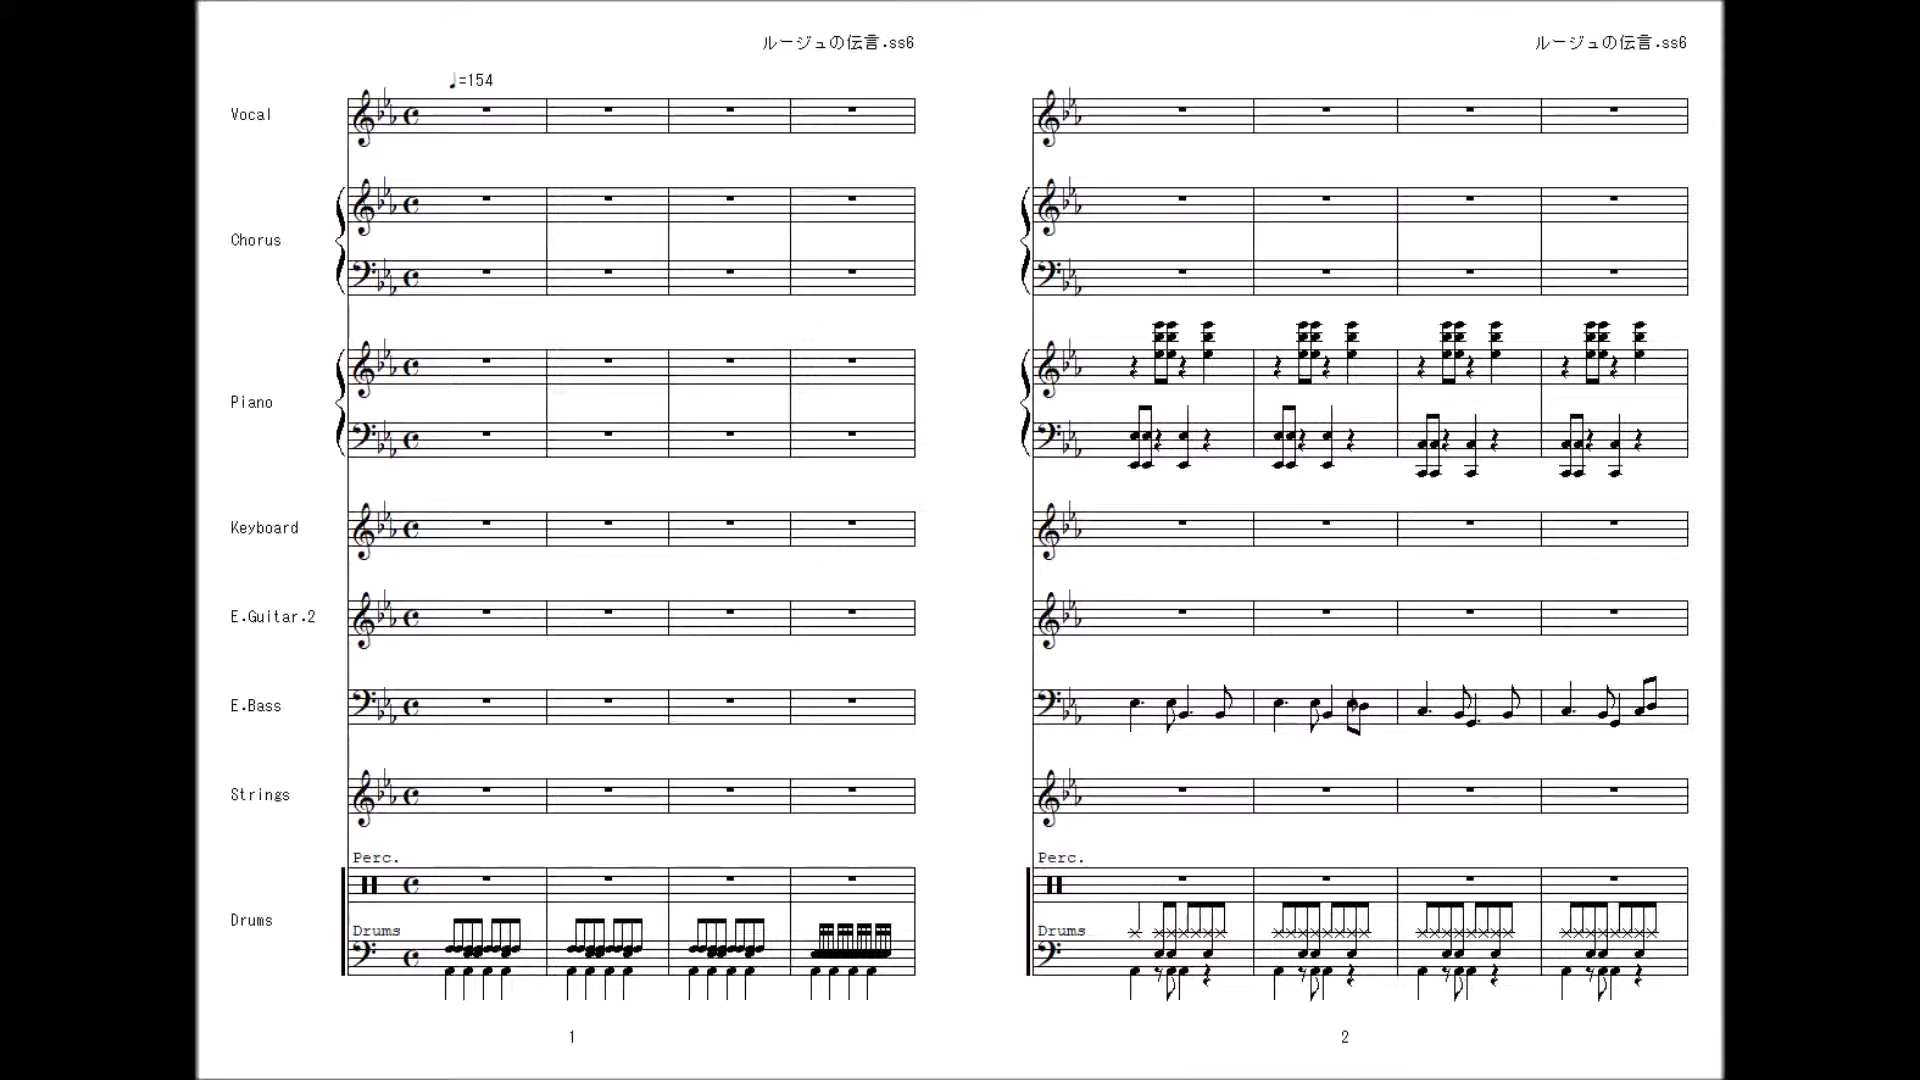 ルージュの伝言.ss6
♩=154
Vocal
Chorus
Piano
Keyboard
E.Guitar.2
E.Bass
Strings
Perc.
Drums
Drums
1
ルージュの伝言.ss6
Perc.
Drums
2